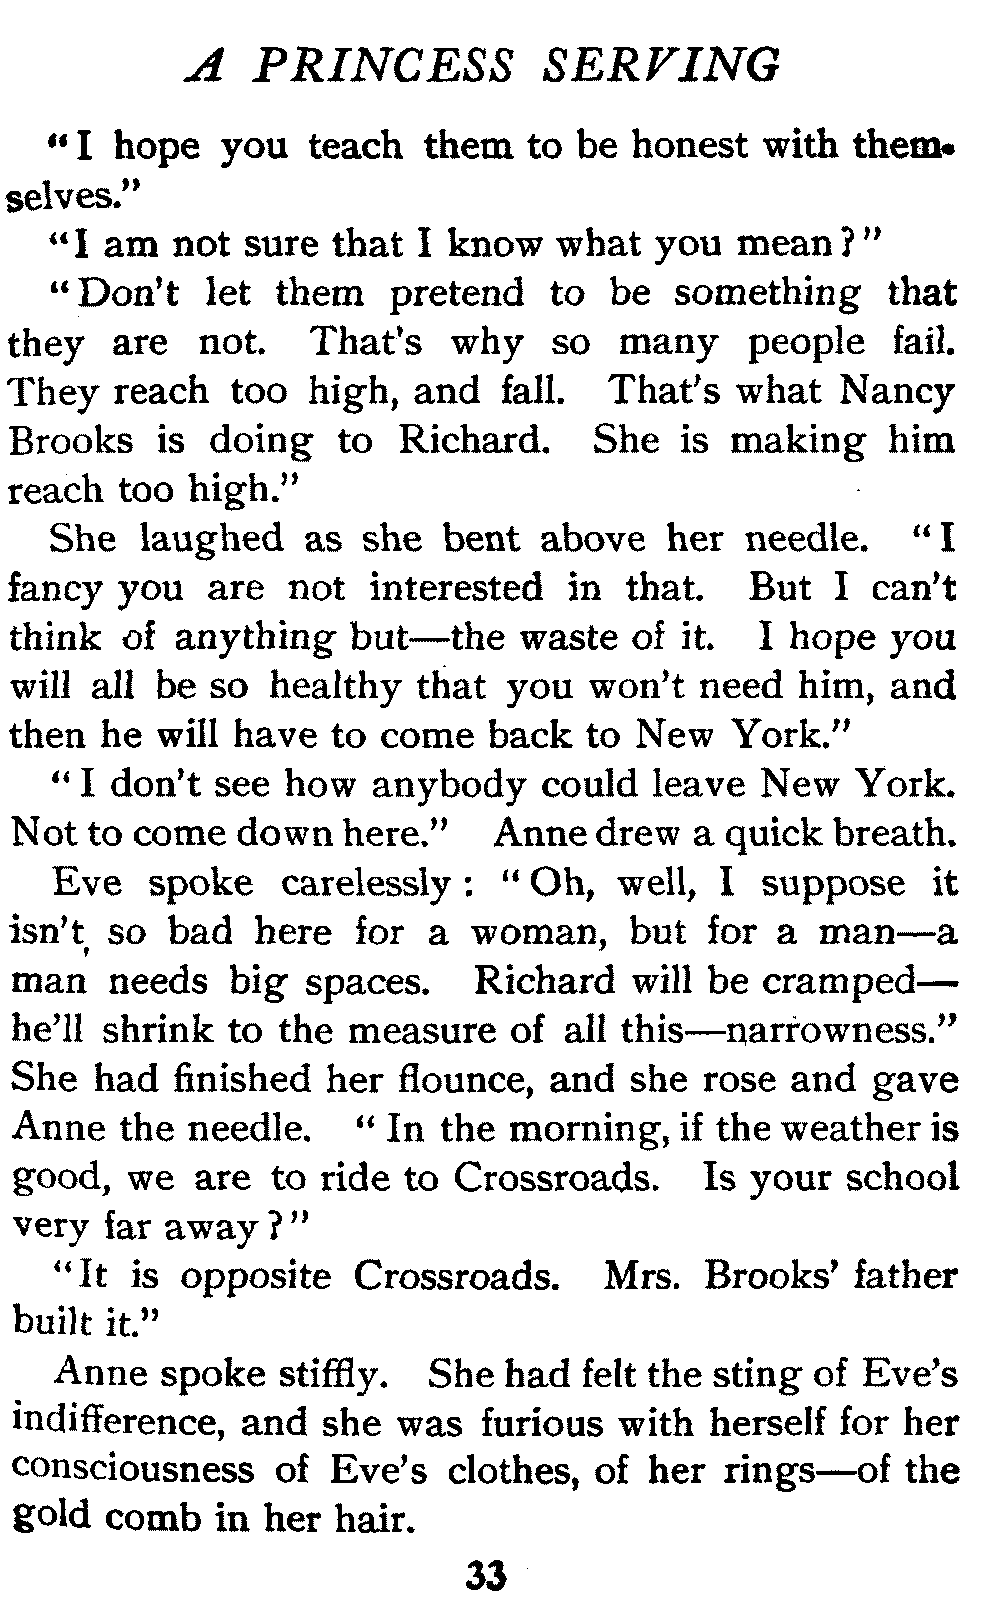 A PRINCESS SERVING
"I hope you teach them to be honest with them-
selves."
"I am not sure that I know what you mean?"
"Don't let them pretend to be something that
they are not. That's why so many people fail.
They reach too high, and fall. That's what Nancy
Brooks is doing to Richard. She is making him
reach too high."
She laughed as she bent above her needle. "I
fancy you are not interested in that. But I can't
think of anything but—the waste of it. I hope you
will all be so healthy that you won't need him, and
then he will have to come back to New York."
"I don't see how anybody could leave New York.
Not to come down here." Anne drew a quick breath.
Eve spoke carelessly: "Oh, well, I suppose it
isn't so bad here for a woman, but for a man—a
man needs big spaces. Richard will be cramped—
he'll shrink to the measure of all this—narrowness."
She had finished her flounce, and she rose and gave
Anne the needle. "In the morning, if the weather is
good, we are to ride to Crossroads. Is your school
very far away?"
"It is opposite Crossroads. Mrs. Brooks' father
built it."
Anne spoke stiffly. She had felt the sting of Eve's
indifference, and she was furious with herself for her
consciousness of Eve's clothes, of her rings—of the
gold comb in her hair.
33